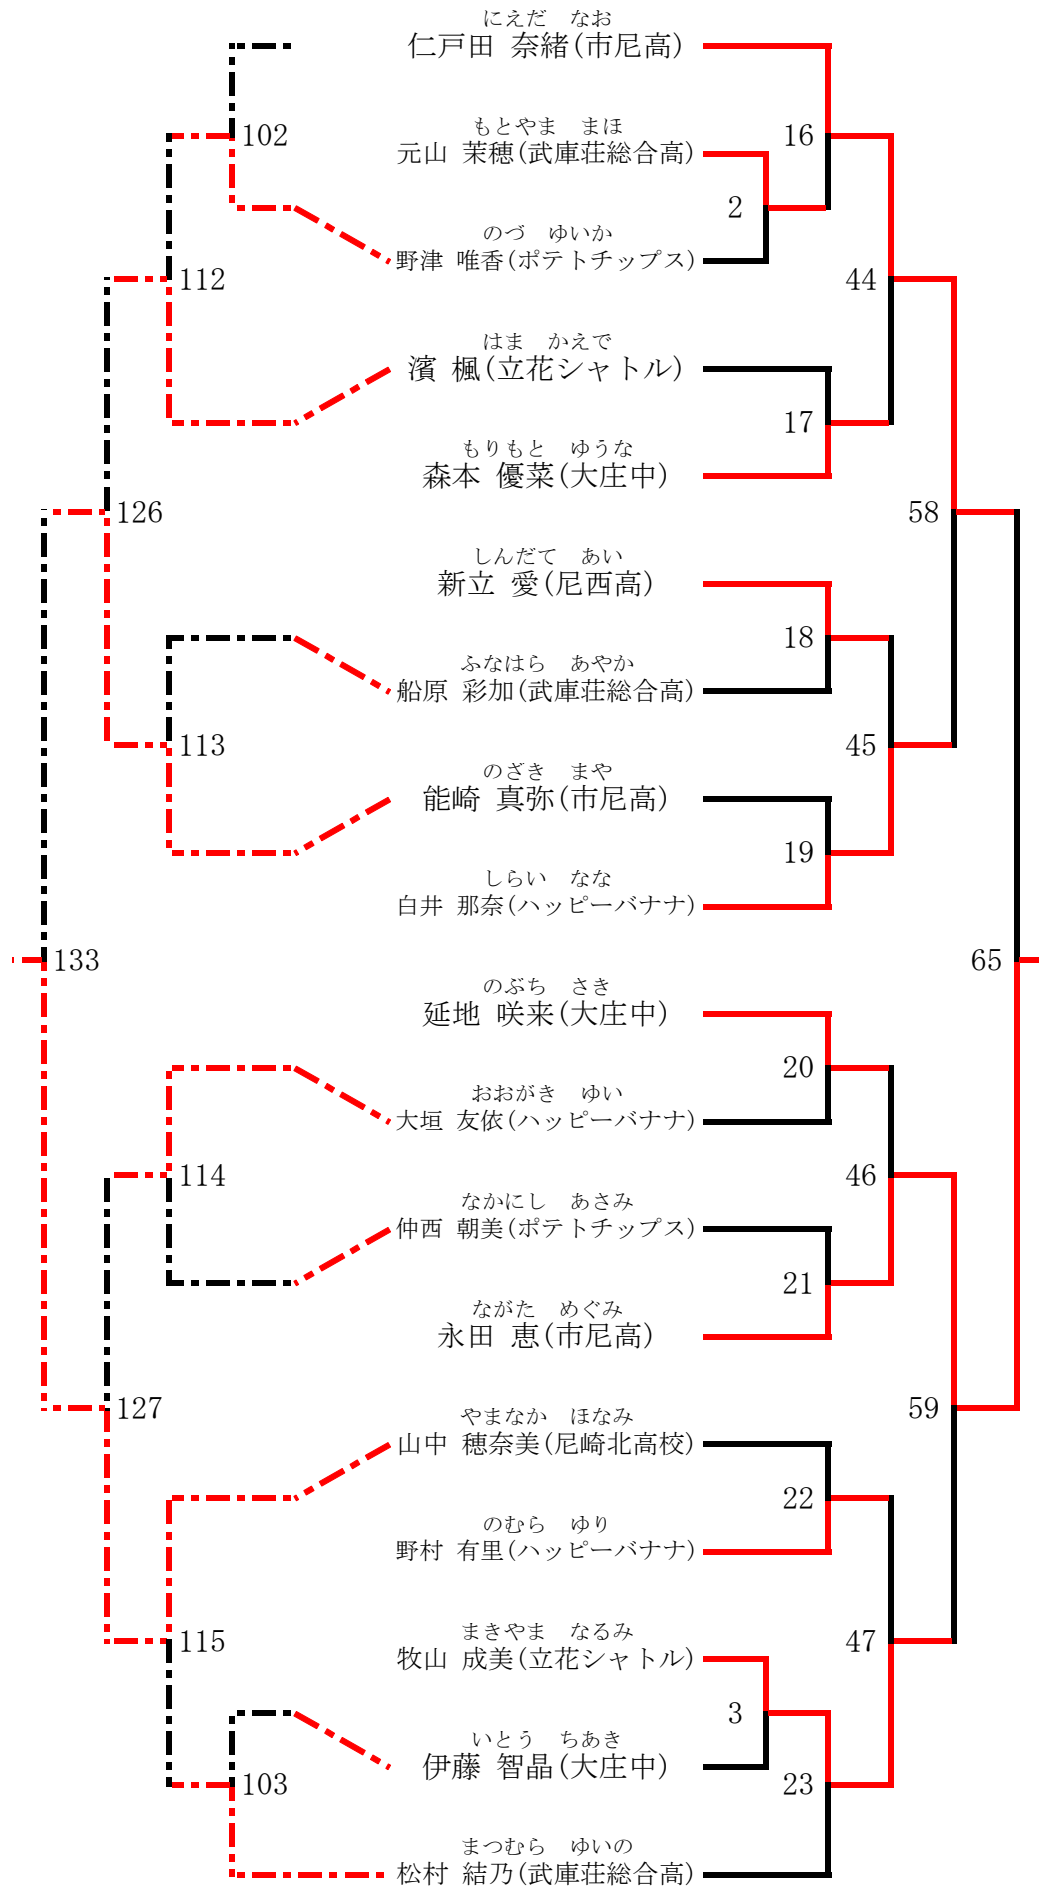 にえだ　なお
仁戸田 奈緒(市尼高)
102
もとやま　まほ
元山 茉穂(武庫荘総合高)
16
2
のづ　ゆいか
野津 唯香(ポテトチップス)
112
44
はま　かえで
濱 楓(立花シャトル)
17
もりもと　ゆうな
森本 優菜(大庄中)
126
58
しんだて　あい
新立 愛(尼西高)
18
ふなはら　あやか
船原 彩加(武庫荘総合高)
113
45
のざき　まや
能崎 真弥(市尼高)
19
しらい　なな
白井 那奈(ハッピーバナナ)
133
65
のぶち　さき
延地 咲来(大庄中)
20
おおがき　ゆい
大垣 友依(ハッピーバナナ)
114
46
なかにし　あさみ
仲西 朝美(ポテトチップス)
21
ながた　めぐみ
永田 恵(市尼高)
127
59
やまなか　ほなみ
山中 穂奈美(尼崎北高校)
22
のむら　ゆり
野村 有里(ハッピーバナナ)
115
47
まきやま　なるみ
牧山 成美(立花シャトル)
3
いとう　ちあき
伊藤 智晶(大庄中)
103
23
まつむら　ゆいの
松村 結乃(武庫荘総合高)